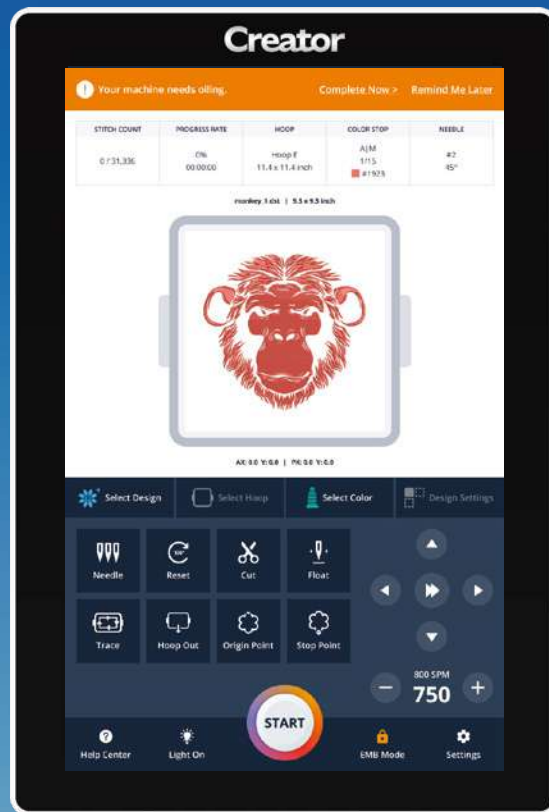 Creator
Your machine needs oiling. Complete Now > Remind Me Later
STITCH COUNT PROGRESS RATE HOOP COLOR STOP NEEDLE
0 / 31,336 0% Hoop E A|M #2
00:00:00 11.4 x 11.4 inch 1/15 45°
#1923
monkey_1.dst | 9.5 x 9.5 inch
AX: 0.0 Y: 0.0 | PX: 0.0 Y: 0.0
Select Design Select Hoop Select Color Design Settings
Needle Reset Cut Float
Trace Hoop Out Origin Point Stop Point
800 SPM
750
START
Help Center Light On EMB Mode Settings